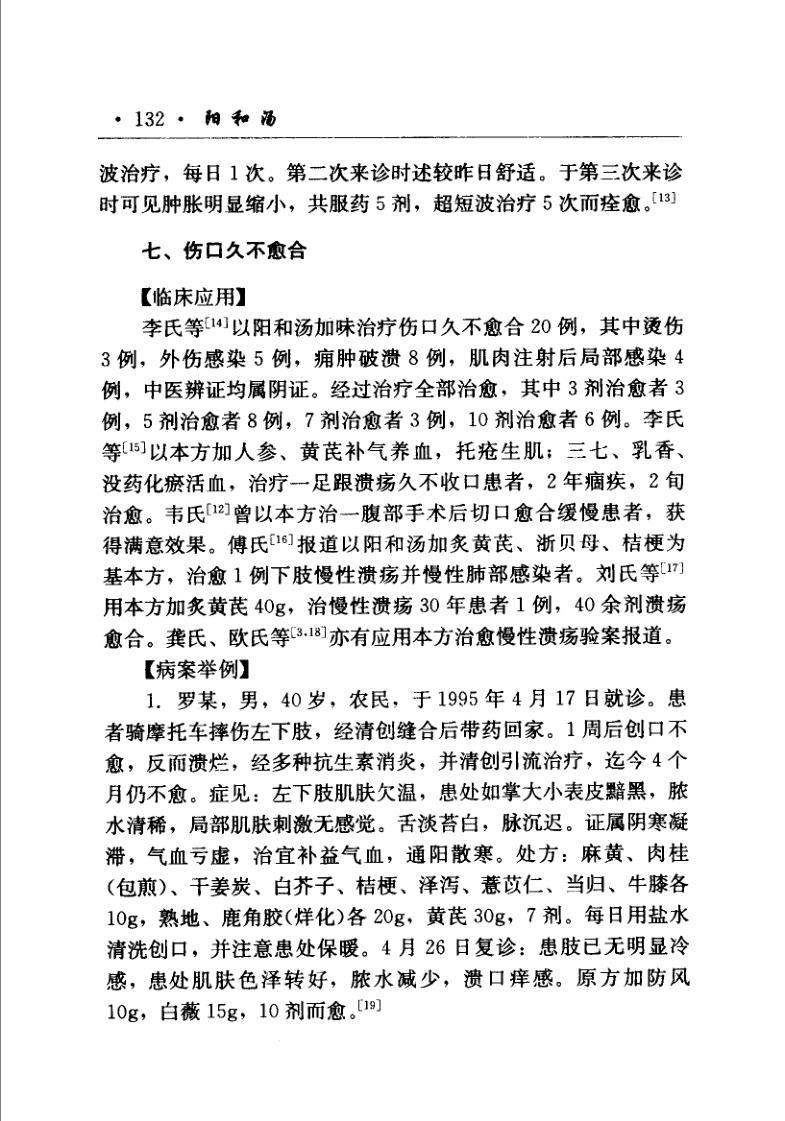 · 132 · 阳和汤
波治疗，每日 1 次。第二次来诊时述较昨日舒适。于第三次来诊
时可见肿胀明显缩小，共服药 5 剂，超短波治疗 5 次而痊愈。[13]
七、伤口久不愈合
【临床应用】
李氏等[14]以阳和汤加味治疗伤口久不愈合 20 例，其中烫伤
3 例，外伤感染 5 例，痈肿破溃 8 例，肌肉注射后局部感染 4
例，中医辨证均属阴证。经过治疗全部治愈，其中 3 剂治愈者 3
例，5 剂治愈者 8 例，7 剂治愈者 3 例，10 剂治愈者 6 例。李氏
等[15]以本方加人参、黄芪补气养血，托疮生肌；三七、乳香、
没药化瘀活血，治疗一足跟溃疡久不收口患者，2 年痼疾，2 旬
治愈。韦氏[12]曾以本方治一腹部手术后切口愈合缓慢患者，获
得满意效果。傅氏[16]报道以阳和汤加炙黄芪、浙贝母、桔梗为
基本方，治愈 1 例下肢慢性溃疡并慢性肺部感染者。刘氏等[17]
用本方加炙黄芪 40g，治慢性溃疡 30 年患者 1 例，40 余剂溃疡
愈合。龚氏、欧氏等[3,18]亦有应用本方治愈慢性溃疡验案报道。
【病案举例】
1. 罗某，男，40 岁，农民，于 1995 年 4 月 17 日就诊。患
者骑摩托车摔伤左下肢，经清创缝合后带药回家。1 周后创口不
愈，反而溃烂，经多种抗生素消炎，并清创引流治疗，迄今 4 个
月仍不愈。症见：左下肢肌肤欠温，患处如掌大小表皮黯黑，脓
水清稀，局部肌肤刺激无感觉。舌淡苔白，脉沉迟。证属阴寒凝
滞，气血亏虚，治宜补益气血，通阳散寒。处方：麻黄、肉桂
（包煎）、干姜炭、白芥子、桔梗、泽泻、薏苡仁、当归、牛膝各
10g，熟地、鹿角胶（烊化）各 20g，黄芪 30g，7 剂。每日用盐水
清洗创口，并注意患处保暖。4 月 26 日复诊：患肢已无明显冷
感，患处肌肤色泽转好，脓水减少，溃口痒感。原方加防风
10g，白薇 15g，10 剂而愈。[19]